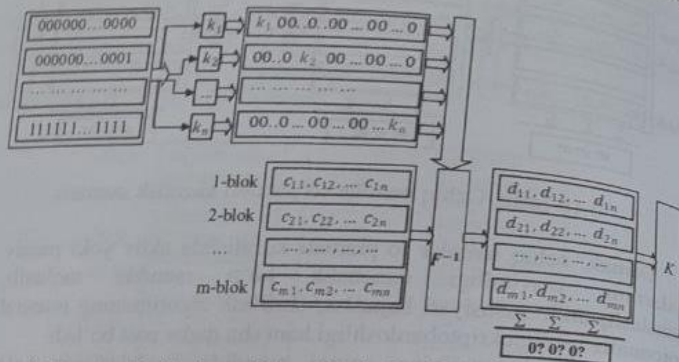 000000...0000
000000...0001
... ... ... ... ...
111111...1111
k₁
k₂
...
kₙ
k₁ 00..0..00 ... 00 ... 0
00..0 k₂ 00 ... 00 ... 0
... ... ... ... ...
00..0 ... 00 ... 00 ... kₙ
1-blok
2-blok
...
m-blok
c₁₁, c₁₂, ... c₁ₙ
c₂₁, c₂₂, ... c₂ₙ
... , ... , ... , ...
cₘ₁, cₘ₂, ... cₘₙ
F⁻¹
d₁₁, d₁₂, ... d₁ₙ
d₂₁, d₂₂, ... d₂ₙ
... , ... , ... , ...
dₘ₁, dₘ₂, ... dₘₙ
Σ Σ Σ
0? 0? 0?
K